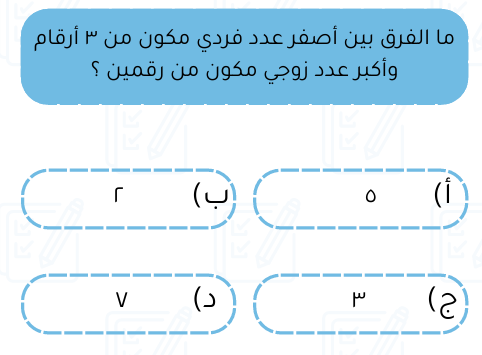 ما الفرق بين أصفر عدد فردي مكون من ٣ أرقام
وأكبر عدد زوجي مكون من رقمين ؟
أ) ٥
ب) ٢
ج) ٣
د) ٧